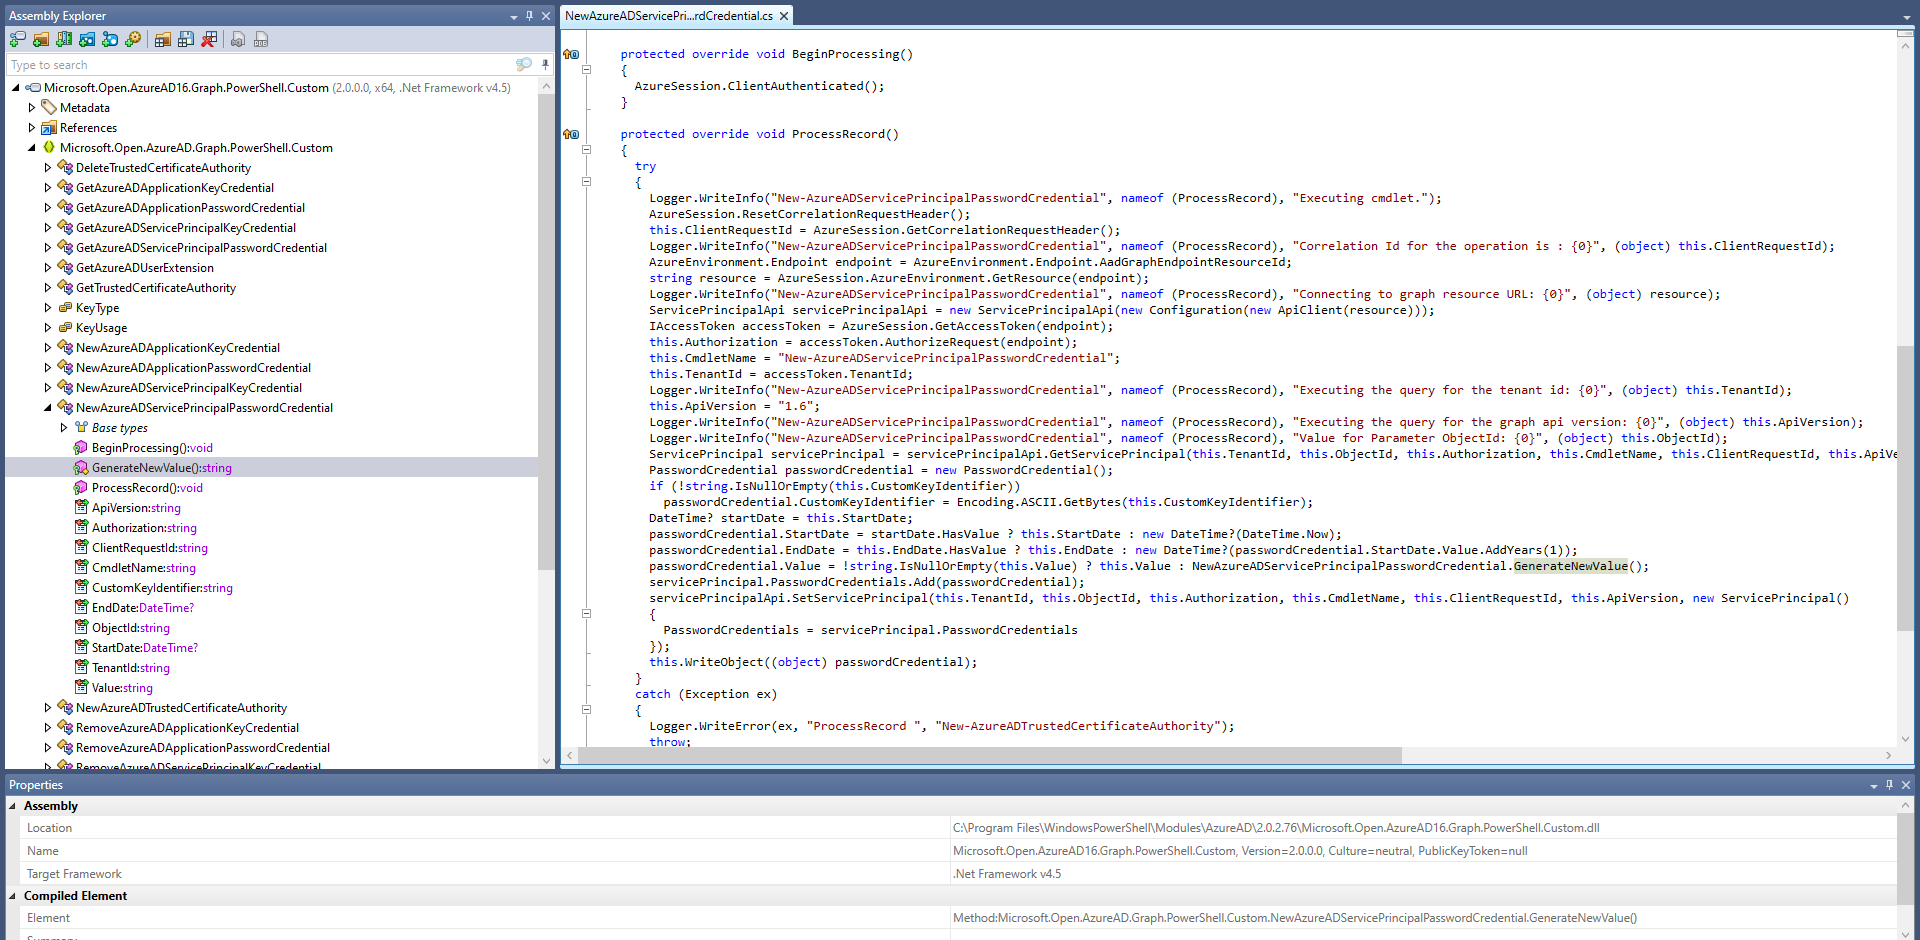 Assembly Explorer
Type to search
Microsoft.Open.AzureAD16.Graph.PowerShell.Custom (2.0.0.0, x64, .Net Framework v4.5)
Metadata
References
Microsoft.Open.AzureAD.Graph.PowerShell.Custom
DeleteTrustedCertificateAuthority
GetAzureADApplicationKeyCredential
GetAzureADApplicationPasswordCredential
GetAzureADServicePrincipalKeyCredential
GetAzureADServicePrincipalPasswordCredential
GetAzureADUserExtension
GetTrustedCertificateAuthority
KeyType
KeyUsage
NewAzureADApplicationKeyCredential
NewAzureADApplicationPasswordCredential
NewAzureADServicePrincipalKeyCredential
NewAzureADServicePrincipalPasswordCredential
Base types
BeginProcessing():void
GenerateNewValue():string
ProcessRecord():void
ApiVersion:string
Authorization:string
ClientRequestId:string
CmdletName:string
CustomKeyIdentifier:string
EndDate:DateTime?
ObjectId:string
StartDate:DateTime?
TenantId:string
Value:string
NewAzureADTrustedCertificateAuthority
RemoveAzureADApplicationKeyCredential
RemoveAzureADApplicationPasswordCredential
RemoveAzureADServicePrincipalKeyCredential
NewAzureADServicePri...rdCredential.cs
protected override void BeginProcessing()
{
AzureSession.ClientAuthenticated();
}
protected override void ProcessRecord()
{
try
{
Logger.WriteInfo("New-AzureADServicePrincipalPasswordCredential", nameof (ProcessRecord), "Executing cmdlet.");
AzureSession.ResetCorrelationRequestHeader();
this.ClientRequestId = AzureSession.GetCorrelationRequestHeader();
Logger.WriteInfo("New-AzureADServicePrincipalPasswordCredential", nameof (ProcessRecord), "Correlation Id for the operation is : {0}", (object) this.ClientRequestId);
AzureEnvironment.Endpoint endpoint = AzureEnvironment.Endpoint.AadGraphEndpointResourceId;
string resource = AzureSession.AzureEnvironment.GetResource(endpoint);
Logger.WriteInfo("New-AzureADServicePrincipalPasswordCredential", nameof (ProcessRecord), "Connecting to graph resource URL: {0}", (object) resource);
ServicePrincipalApi servicePrincipalApi = new ServicePrincipalApi(new Configuration(new ApiClient(resource)));
IAccessToken accessToken = AzureSession.GetAccessToken(endpoint);
this.Authorization = accessToken.AuthorizeRequest(endpoint);
this.CmdletName = "New-AzureADServicePrincipalPasswordCredential";
this.TenantId = accessToken.TenantId;
Logger.WriteInfo("New-AzureADServicePrincipalPasswordCredential", nameof (ProcessRecord), "Executing the query for the tenant id: {0}", (object) this.TenantId);
this.ApiVersion = "1.6";
Logger.WriteInfo("New-AzureADServicePrincipalPasswordCredential", nameof (ProcessRecord), "Executing the query for the graph api version: {0}", (object) this.ApiVersion);
Logger.WriteInfo("New-AzureADServicePrincipalPasswordCredential", nameof (ProcessRecord), "Value for Parameter ObjectId: {0}", (object) this.ObjectId);
ServicePrincipal servicePrincipal = servicePrincipalApi.GetServicePrincipal(this.TenantId, this.ObjectId, this.Authorization, this.CmdletName, this.ClientRequestId, this.ApiVe
PasswordCredential passwordCredential = new PasswordCredential();
if (!string.IsNullOrEmpty(this.CustomKeyIdentifier))
passwordCredential.CustomKeyIdentifier = Encoding.ASCII.GetBytes(this.CustomKeyIdentifier);
DateTime? startDate = this.StartDate;
passwordCredential.StartDate = startDate.HasValue ? this.StartDate : new DateTime?(DateTime.Now);
passwordCredential.EndDate = this.EndDate.HasValue ? this.EndDate : new DateTime?(passwordCredential.StartDate.Value.AddYears(1));
passwordCredential.Value = !string.IsNullOrEmpty(this.Value) ? this.Value : NewAzureADServicePrincipalPasswordCredential.GenerateNewValue();
servicePrincipal.PasswordCredentials.Add(passwordCredential);
servicePrincipalApi.SetServicePrincipal(this.TenantId, this.ObjectId, this.Authorization, this.CmdletName, this.ClientRequestId, this.ApiVersion, new ServicePrincipal()
{
PasswordCredentials = servicePrincipal.PasswordCredentials
});
this.WriteObject((object) passwordCredential);
}
catch (Exception ex)
{
Logger.WriteError(ex, "ProcessRecord ", "New-AzureADTrustedCertificateAuthority");
throw;
Properties
Assembly
Location C:\Program Files\WindowsPowerShell\Modules\AzureAD\2.0.2.76\Microsoft.Open.AzureAD16.Graph.PowerShell.Custom.dll
Name Microsoft.Open.AzureAD16.Graph.PowerShell.Custom, Version=2.0.0.0, Culture=neutral, PublicKeyToken=null
Target Framework .Net Framework v4.5
Compiled Element
Element Method:Microsoft.Open.AzureAD.Graph.PowerShell.Custom.NewAzureADServicePrincipalPasswordCredential.GenerateNewValue()